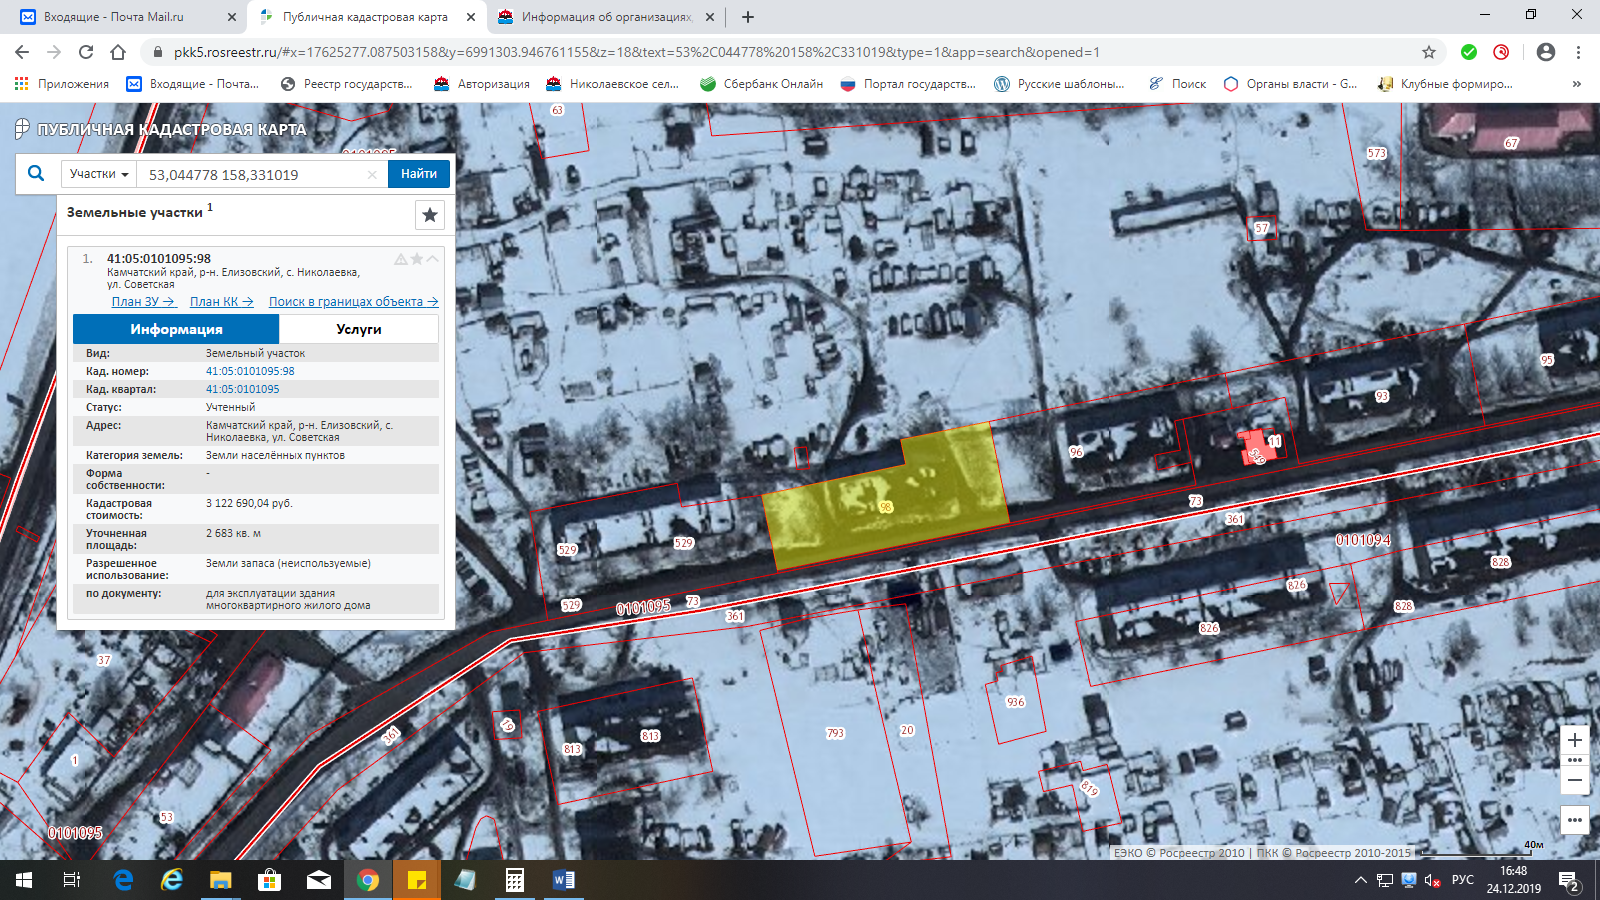 Входящие - Почта Mail.ru
Публичная кадастровая карта
Информация об организациях,
pkk5.rosreestr.ru/#x=17625277.087503158&y=6991303.946761155&z=18&text=53%2C044778%20158%2C331019&type=1&app=search&opened=1
Приложения
Входящие - Почта...
Реестр государств...
Авторизация
Николаевское сел...
Сбербанк Онлайн
Портал государств...
Русские шаблоны...
Поиск
Органы власти - G...
Клубные формиро...
»
ПУБЛИЧНАЯ КАДАСТРОВАЯ КАРТА
Участки
53,044778 158,331019
Найти
Земельные участки 1
1. 41:05:0101095:98
Камчатский край, р-н. Елизовский, с. Николаевка,
ул. Советская
План ЗУ → План КК → Поиск в границах объекта →
Информация Услуги
Вид: Земельный участок
Кад. номер: 41:05:0101095:98
Кад. квартал: 41:05:0101095
Статус: Учтенный
Адрес: Камчатский край, р-н. Елизовский, с.
Николаевка, ул. Советская
Категория земель: Земли населённых пунктов
Форма -
собственности:
Кадастровая 3 122 690,04 руб.
стоимость:
Уточненная 2 683 кв. м
площадь:
Разрешенное Земли запаса (неиспользуемые)
использование:
по документу: для эксплуатации здания
многоквартирного жилого дома
63
67
573
0101095
57
95
93
96
11
549
98
73
361
0101094
529
529
529
0101095
73
361
828
826
828
826
37
936
79
813
813
793
20
361
1
819
53
0101095
ЕЭКО © Росреестр 2010 | ПКК © Росреестр 2010-2015
40м
РУС
16:48
24.12.2019
2